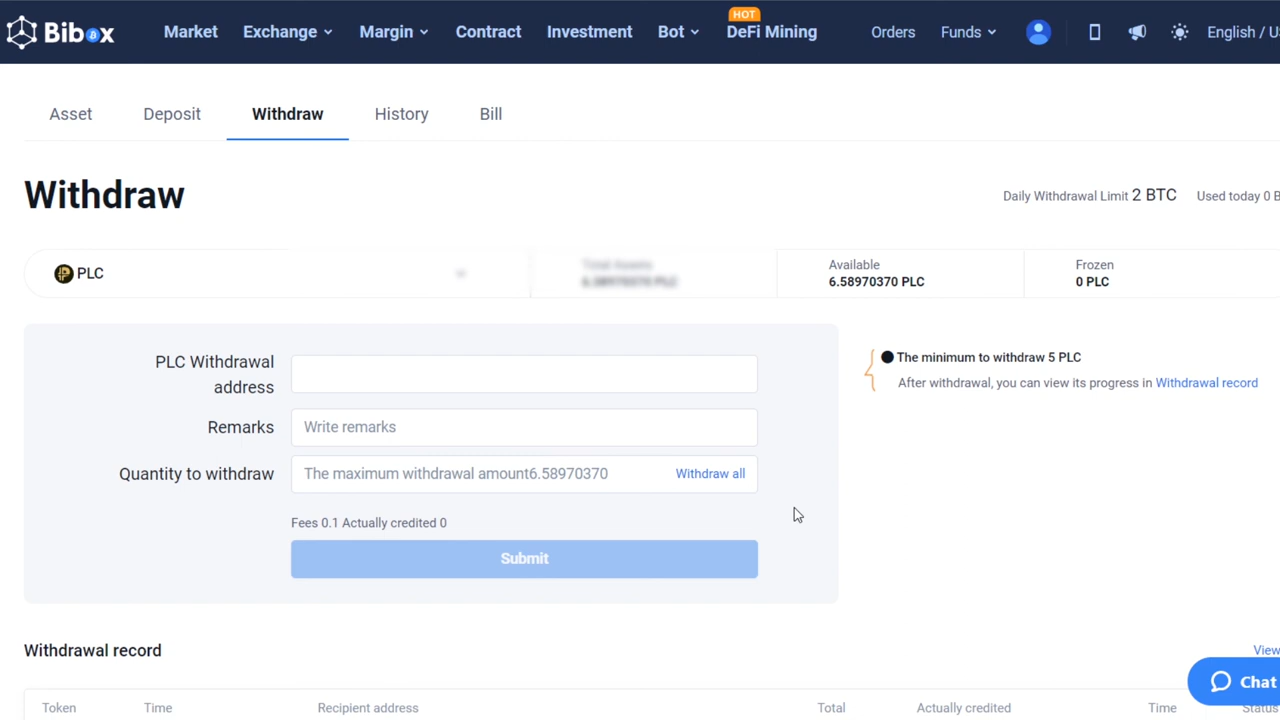 Bibox Market Exchange Margin Contract Investment Bot HOT DeFi Mining Orders Funds English / U
Asset Deposit Withdraw History Bill
Withdraw
Daily Withdrawal Limit 2 BTC Used today 0 B
PLC
Total Assets
Available
6.58970370 PLC
Frozen
0 PLC
PLC Withdrawal
address
Remarks Write remarks
Quantity to withdraw The maximum withdrawal amount6.58970370 Withdraw all
Fees 0.1 Actually credited 0
Submit
The minimum to withdraw 5 PLC
After withdrawal, you can view its progress in Withdrawal record
Withdrawal record View
Chat
Token Time Recipient address Total Actually credited Time Status